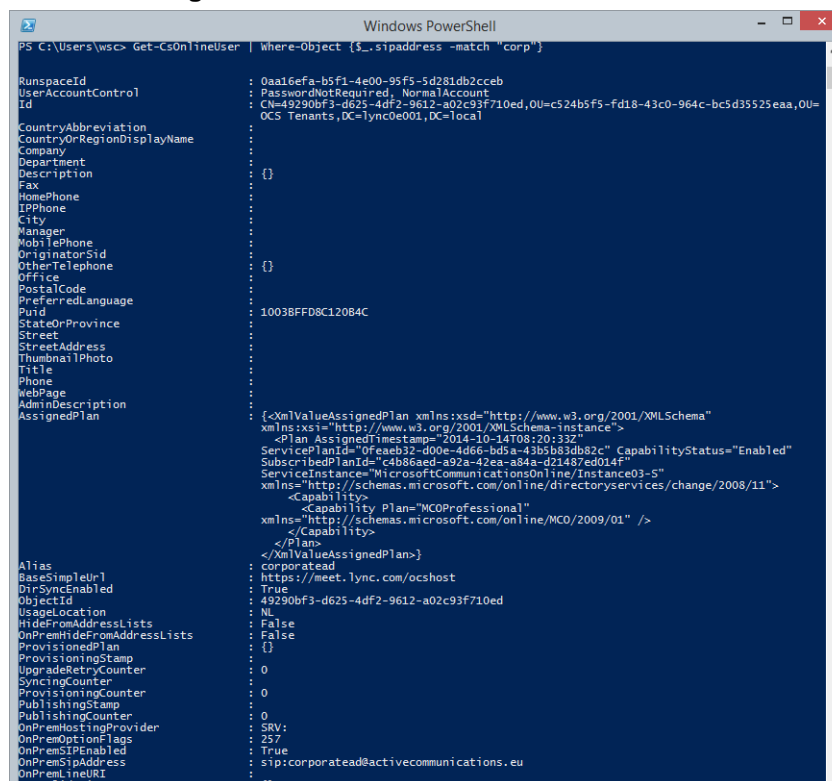 Windows PowerShell
PS C:\Users\wsc> Get-CsOnlineUser | Where-Object {$_.sipaddress -match "corp"}
RunspaceId : 0aa16efa-b5f1-4e00-95f5-5d281db2cceb
UserAccountControl : PasswordNotRequired, NormalAccount
Id : CN=49290bf3-d625-4df2-9612-a02c93f710ed,OU=c524b5f5-fd18-43c0-964c-bc5d35525eaa,OU=
OCS Tenants,DC=lync0e001,DC=local
CountryAbbreviation :
CountryOrRegionDisplayName :
Company :
Department :
Description : {}
Fax :
HomePhone :
IPPhone :
City :
Manager :
MobilePhone :
OriginatorSid :
OtherTelephone : {}
Office :
PostalCode :
PreferredLanguage :
Puid : 1003BFFD8C120B4C
StateOrProvince :
Street :
StreetAddress :
ThumbnailPhoto :
Title :
Phone :
WebPage :
AdminDescription :
AssignedPlan : {<XmlValueAssignedPlan xmlns:xsd="http://www.w3.org/2001/XMLSchema"
xmlns:xsi="http://www.w3.org/2001/XMLSchema-instance">
<Plan AssignedTimestamp="2014-10-14T08:20:33Z"
ServicePlanId="0feaeb32-d00e-4d66-bd5a-43b5b83db82c" CapabilityStatus="Enabled"
SubscribedPlanId="c4b86aed-a92a-42ea-a84a-d21487ed014f"
ServiceInstance="MicrosoftCommunicationsOnline/Instance03-S"
xmlns="http://schemas.microsoft.com/online/directoryservices/change/2008/11">
<Capability>
<Capability Plan="MCOProfessional"
xmlns="http://schemas.microsoft.com/online/MCO/2009/01" />
</Capability>
</Plan>
</XmlValueAssignedPlan>}
Alias : corporatead
BaseSimpleUrl : https://meet.lync.com/ocshost
DirSyncEnabled : True
ObjectId : 49290bf3-d625-4df2-9612-a02c93f710ed
UsageLocation : NL
HideFromAddressLists : False
OnPremHideFromAddressLists : False
ProvisionedPlan : {}
ProvisioningStamp :
UpgradeRetryCounter : 0
SyncingCounter :
ProvisioningCounter : 0
PublishingStamp :
PublishingCounter : 0
OnPremHostingProvider : SRV:
OnPremOptionFlags : 257
OnPremSIPEnabled : True
OnPremSipAddress : sip:corporatead@activecommunications.eu
OnPremLineURI :